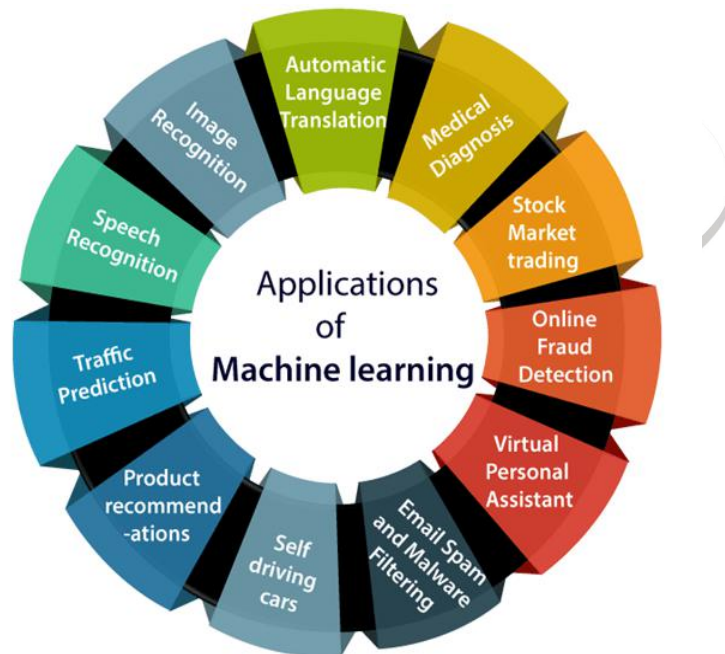 Applications
of
Machine learning
Automatic
Language
Translation
Medical
Diagnosis
Stock
Market
trading
Online
Fraud
Detection
Virtual
Personal
Assistant
Email Spam
and Malware
Filtering
Self
driving
cars
Product
recommend
-ations
Traffic
Prediction
Speech
Recognition
Image
Recognition